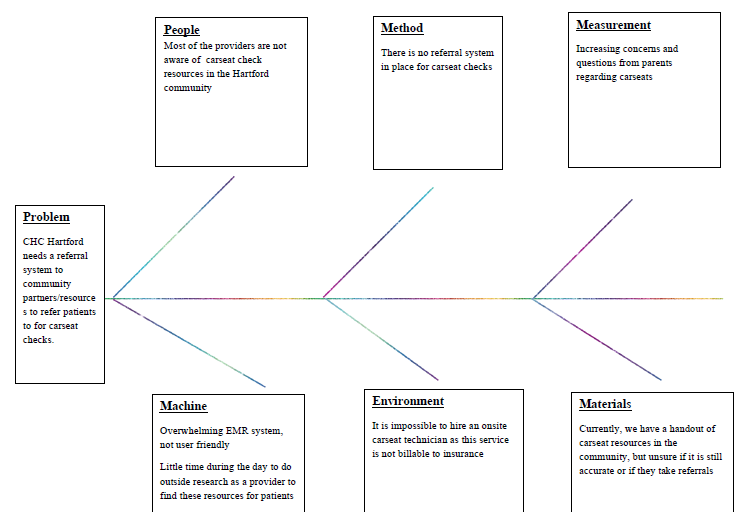 People
Most of the providers are not
aware of carseat check
resources in the Hartford
community
Method
There is no referral system
in place for carseat checks
Measurement
Increasing concerns and
questions from parents
regarding carseats
Problem
CHC Hartford
needs a referral
system to
community
partners/resource
s to refer patients
to for carseat
checks.
Machine
Overwhelming EMR system,
not user friendly
Little time during the day to do
outside research as a provider to
find these resources for patients
Environment
It is impossible to hire an onsite
carseat technician as this service
is not billable to insurance
Materials
Currently, we have a handout of
carseat resources in the
community, but unsure if it is still
accurate or if they take referrals